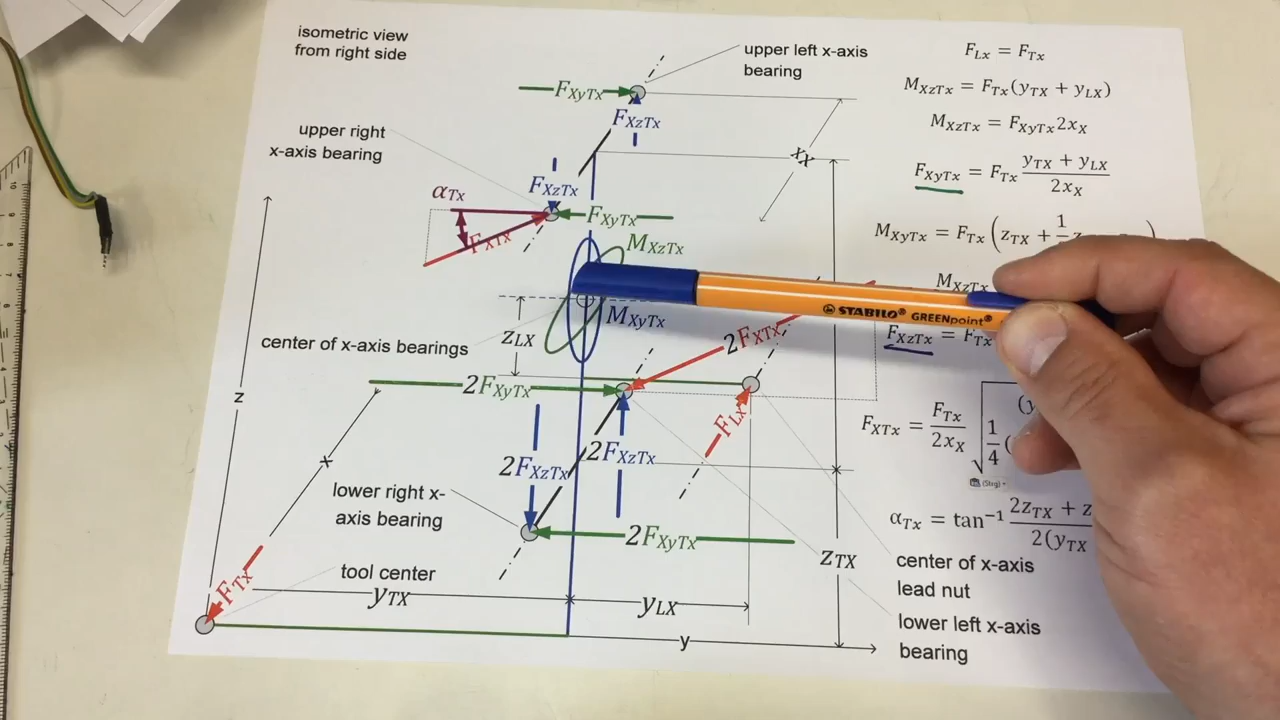 isometric view
from right side
upper left x-axis
bearing
upper right
x-axis bearing
F_XyTx
F_XzTx
x_X
F_XzTx
α_Tx
F_XyTx
F_XTx
M_XzTx
M_XyTx
z_LX
center of x-axis bearings
2F_XTx
2F_XyTx
F_Lx
2F_XzTx
2F_XzTx
z
x
lower right x-
axis bearing
2F_XyTx
z_TX
tool center
F_Tx
y_TX
y_LX
y
center of x-axis
lead nut
lower left x-axis
bearing
F_Lx = F_Tx
M_XzTx = F_Tx(y_TX + y_LX)
M_XzTx = F_XyTx 2x_X
F_XyTx = F_Tx (y_TX + y_LX)/(2x_X)
M_XyTx = F_Tx (z_TX + 1/
M_XzTx
F_XzTx = F_Tx
F_XTx = F_Tx/(2x_X) √ 1/4 (
(Strg)
α_Tx = tan⁻¹ 2z_TX + z / 2(y_TX
STABILO® GREENpoint®